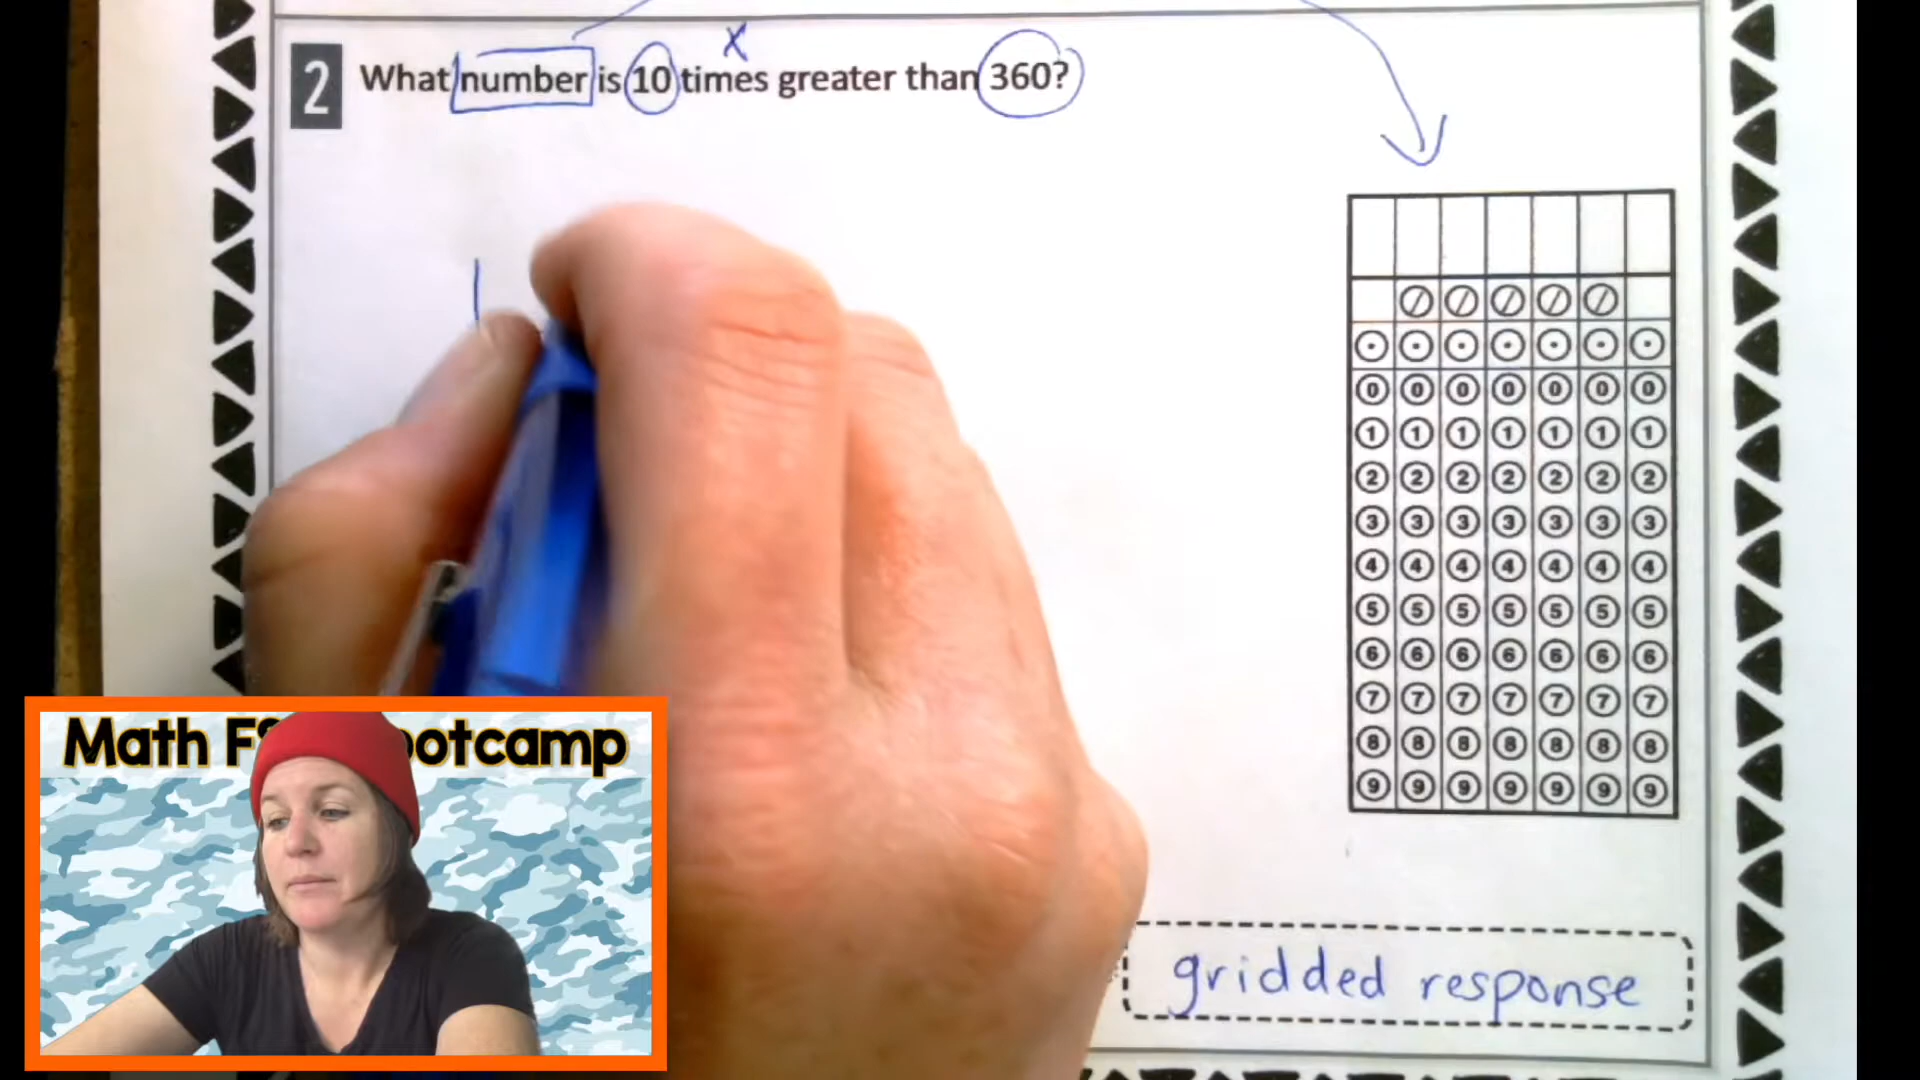 x
2 What number is 10 times greater than 360?
0 0 0 0 0 0 0
1 1 1 1 1 1 1
2 2 2 2 2 2 2
3 3 3 3 3 3 3
4 4 4 4 4 4 4
5 5 5 5 5 5 5
6 6 6 6 6 6 6
7 7 7 7 7 7 7
8 8 8 8 8 8 8
9 9 9 9 9 9 9
Math
gridded response